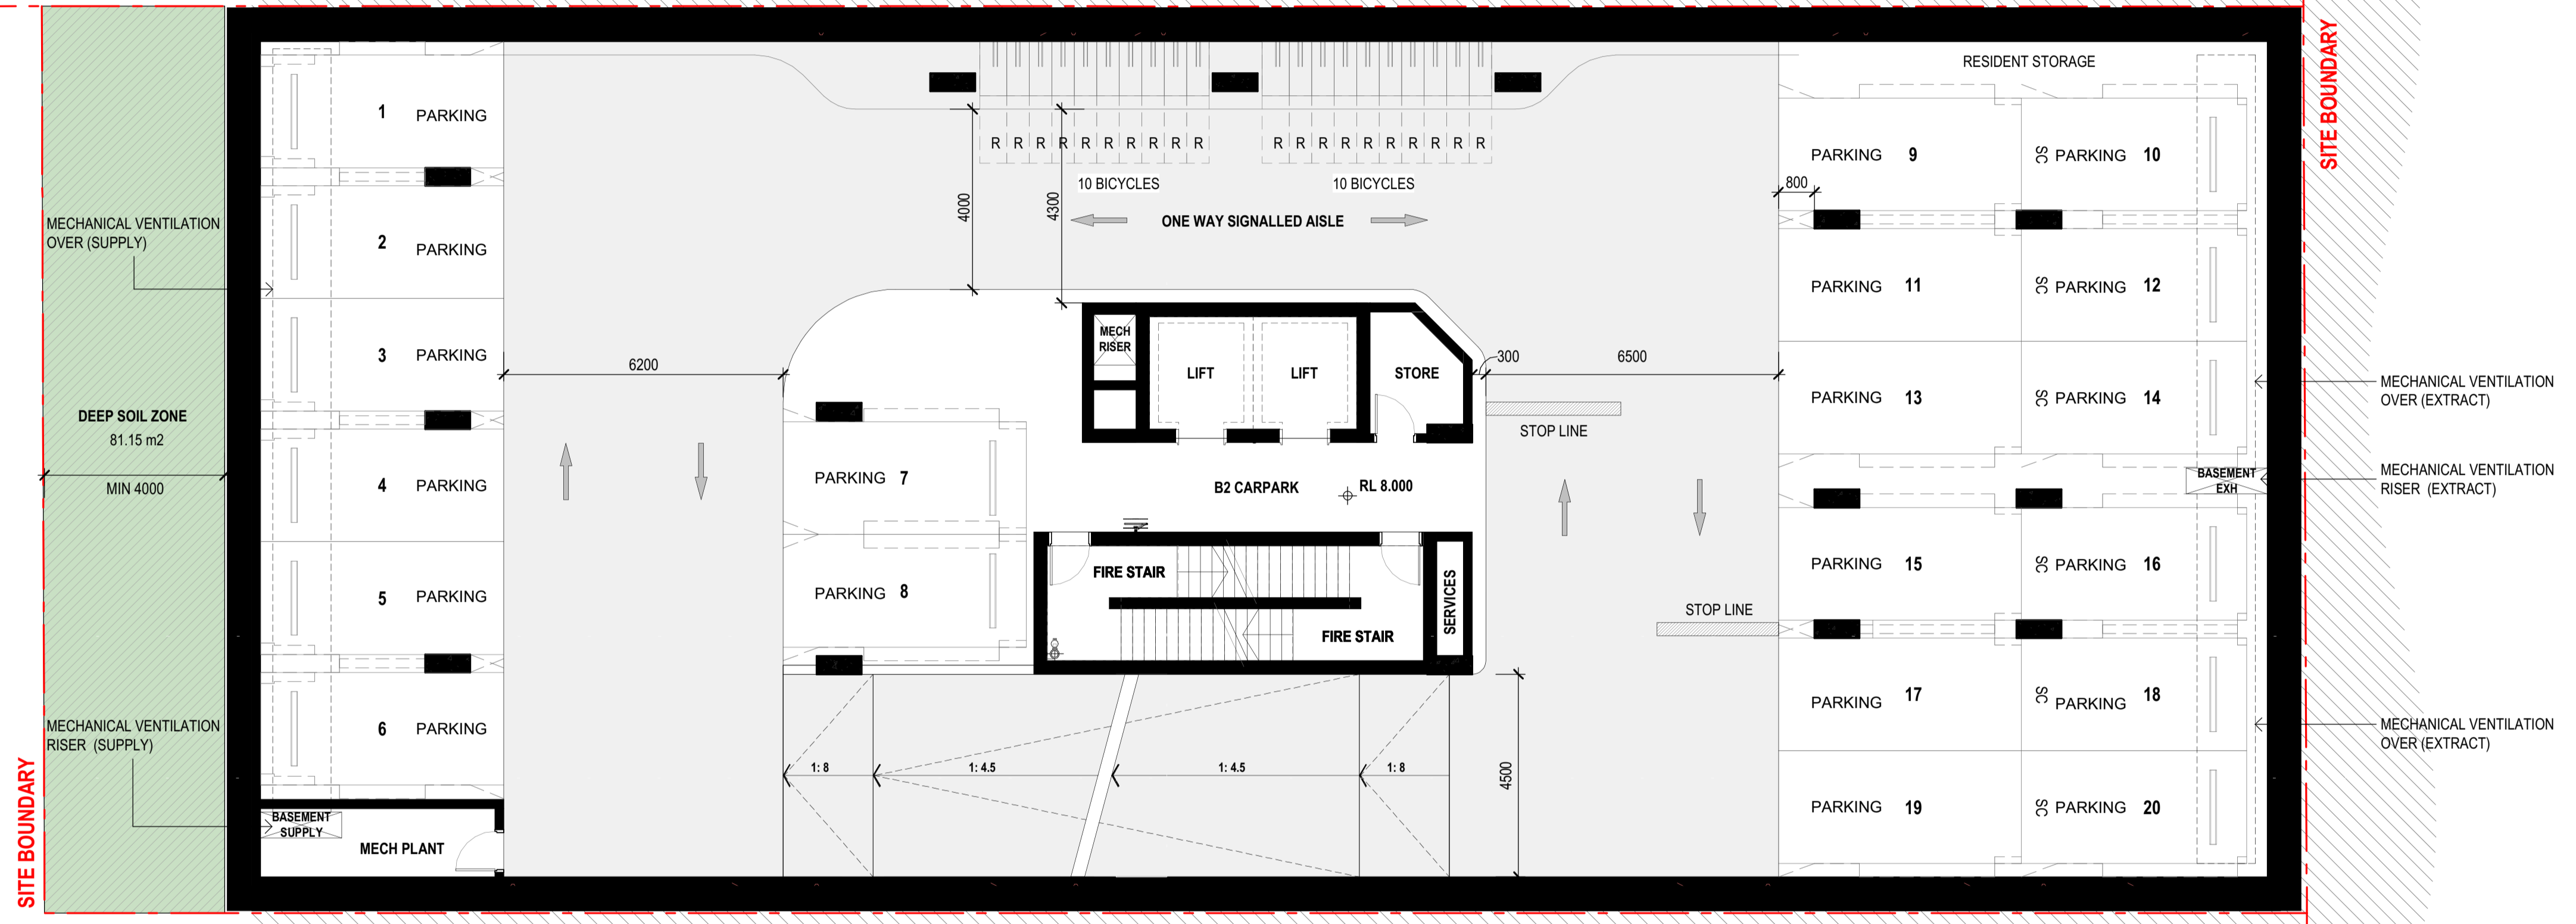 SITE BOUNDARY
RESIDENT STORAGE
1 PARKING
R R R R R R R R R R
R R R R R R R R R R
PARKING 9
SC PARKING 10
10 BICYCLES
10 BICYCLES
800
4000
4300
ONE WAY SIGNALLED AISLE
MECHANICAL VENTILATION
OVER (SUPPLY)
2 PARKING
PARKING 11
SC PARKING 12
MECH
RISER
LIFT
LIFT
STORE
300
6500
6200
3 PARKING
PARKING 13
SC PARKING 14
MECHANICAL VENTILATION
OVER (EXTRACT)
DEEP SOIL ZONE
81.15 m2
MIN 4000
STOP LINE
4 PARKING
PARKING 7
B2 CARPARK
RL 8.000
BASEMENT
EXH
MECHANICAL VENTILATION
RISER (EXTRACT)
5 PARKING
PARKING 8
FIRE STAIR
FIRE STAIR
SERVICES
PARKING 15
SC PARKING 16
STOP LINE
MECHANICAL VENTILATION
RISER (SUPPLY)
6 PARKING
PARKING 17
SC PARKING 18
MECHANICAL VENTILATION
OVER (EXTRACT)
1: 8
1: 4.5
1: 4.5
1: 8
4500
PARKING 19
SC PARKING 20
BASEMENT
SUPPLY
MECH PLANT
SITE BOUNDARY